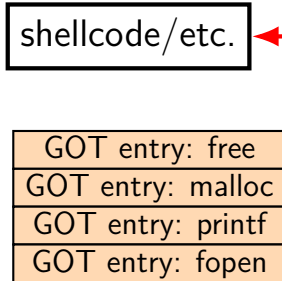 shellcode/etc.
GOT entry: free
GOT entry: malloc
GOT entry: printf
GOT entry: fopen